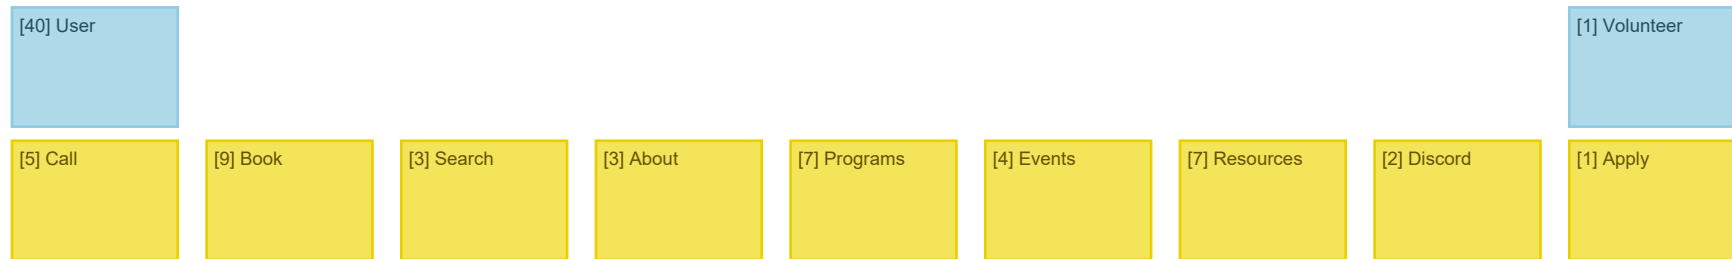 [40] User
[1] Volunteer
[5] Call
[9] Book
[3] Search
[3] About
[7] Programs
[4] Events
[7] Resources
[2] Discord
[1] Apply